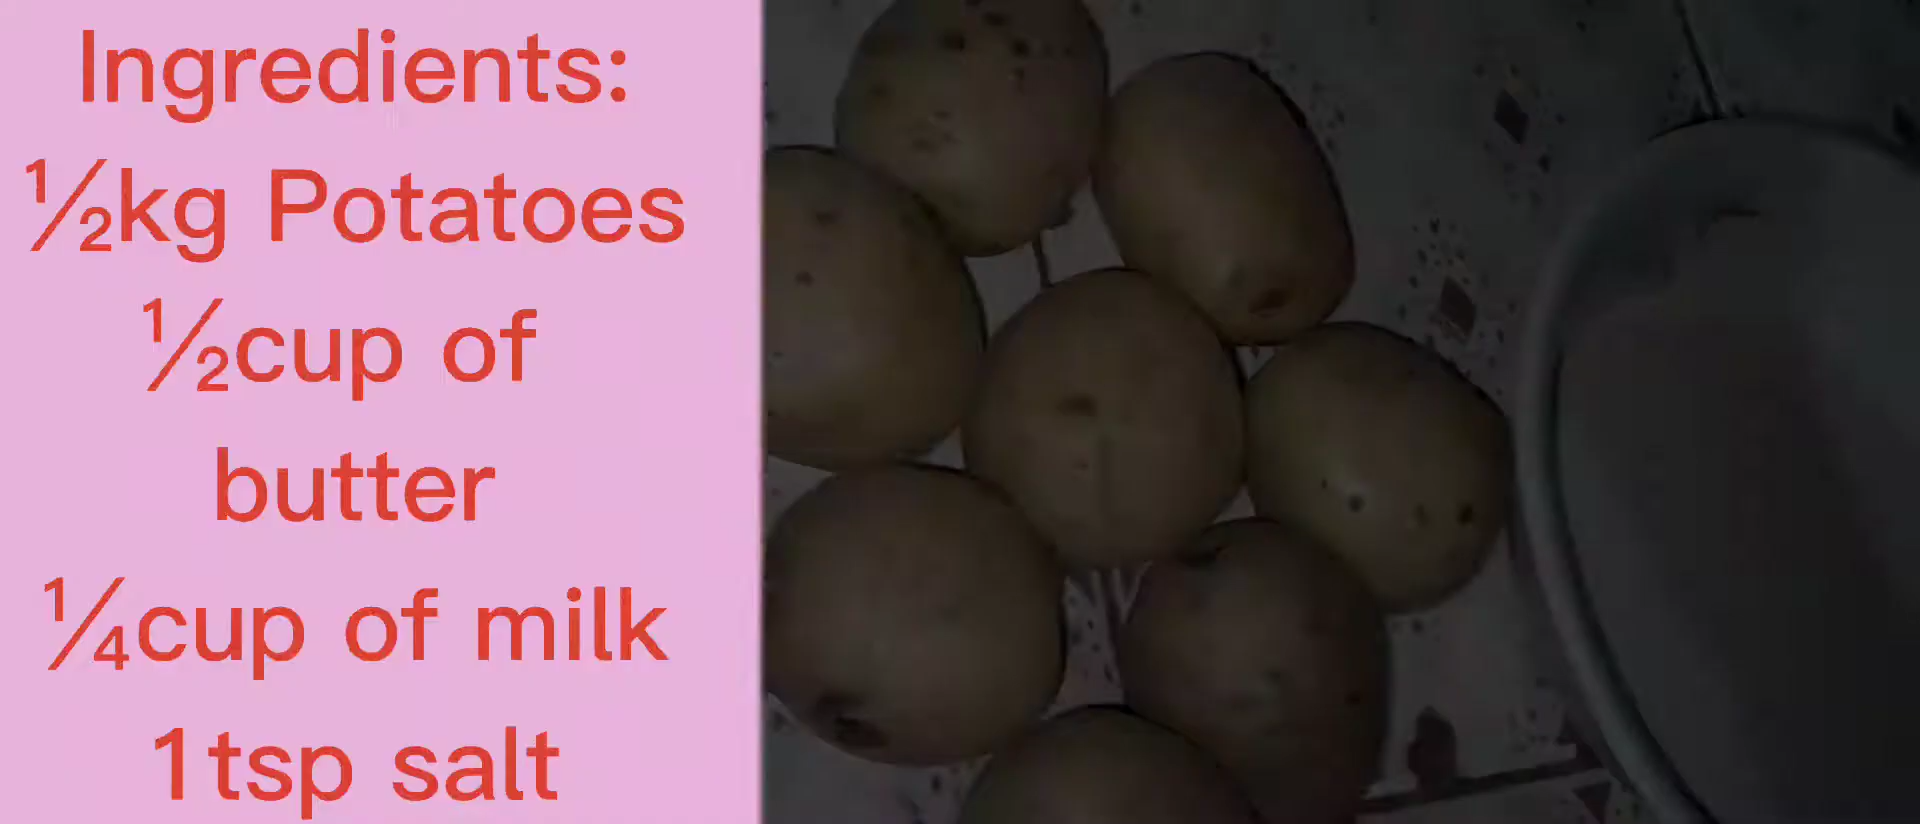 Ingredients:
½kg Potatoes
½cup of
butter
¼cup of milk
1tsp salt